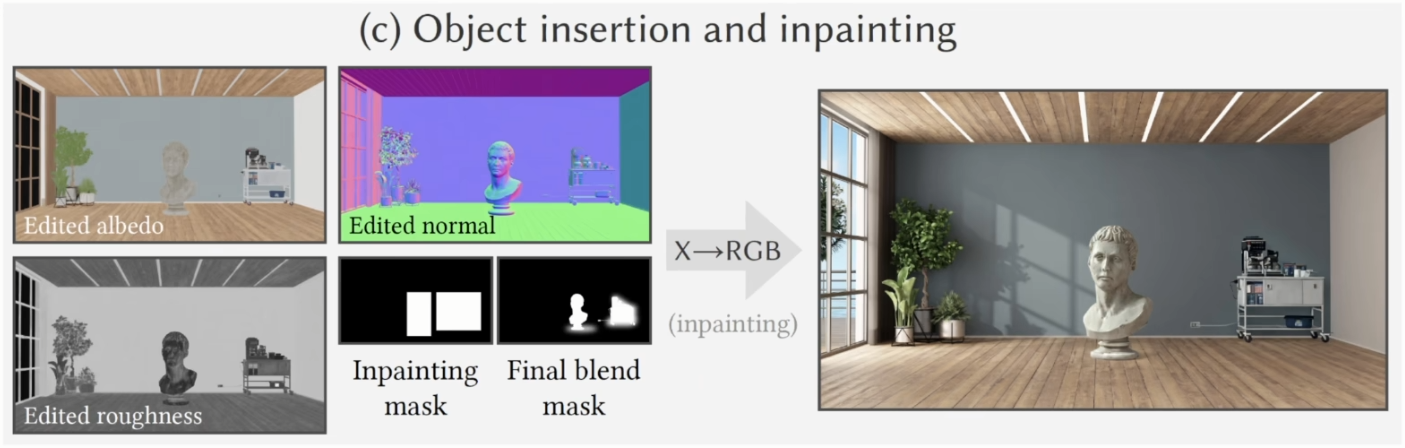 (c) Object insertion and inpainting
Edited albedo
Edited normal
Edited roughness
Inpainting
mask
Final blend
mask
X→RGB
(inpainting)